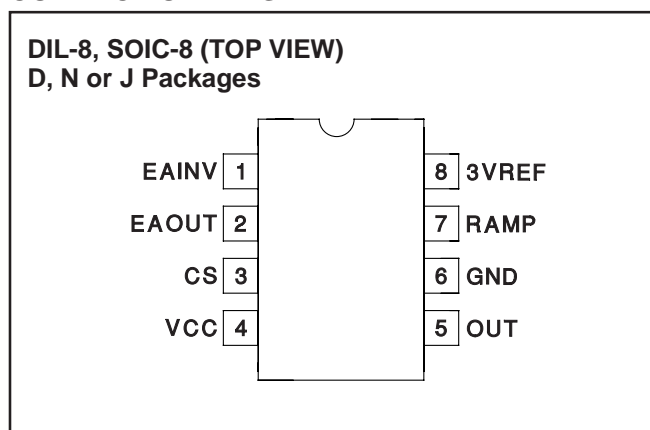 DIL-8, SOIC-8 (TOP VIEW)
D, N or J Packages
EAINV 1
8 3VREF
EAOUT 2
7 RAMP
CS 3
6 GND
VCC 4
5 OUT